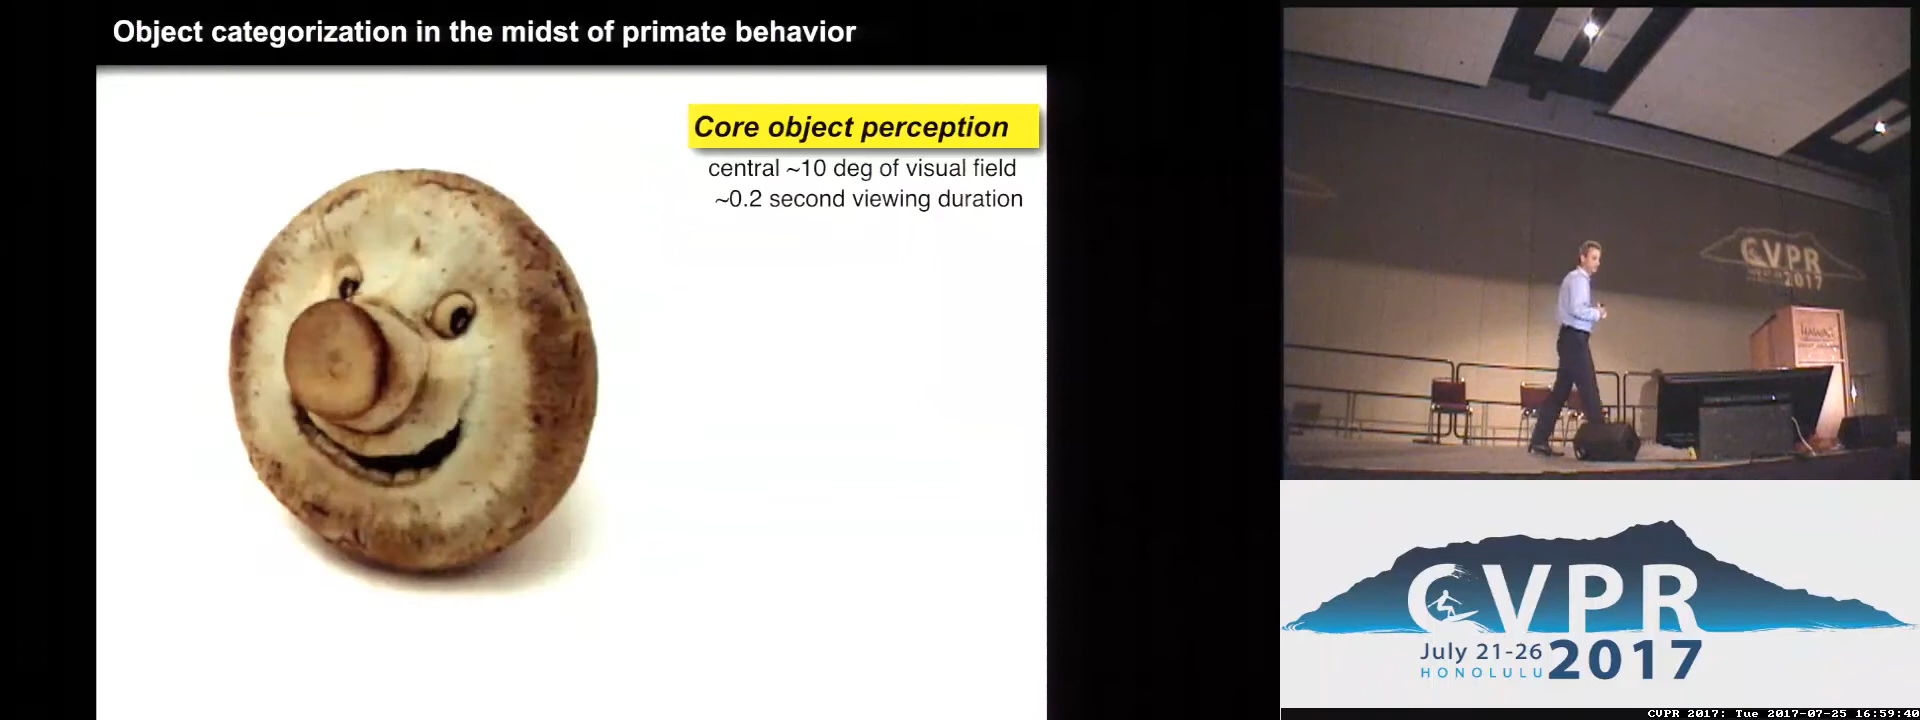 Object categorization in the midst of primate behavior
Core object perception
central ~10 deg of visual field
~0.2 second viewing duration
CVPR
2017
CVPR
July 21-26
HONOLULU
2017
CVPR 2017: Tue 2017-07-25 16:59:40